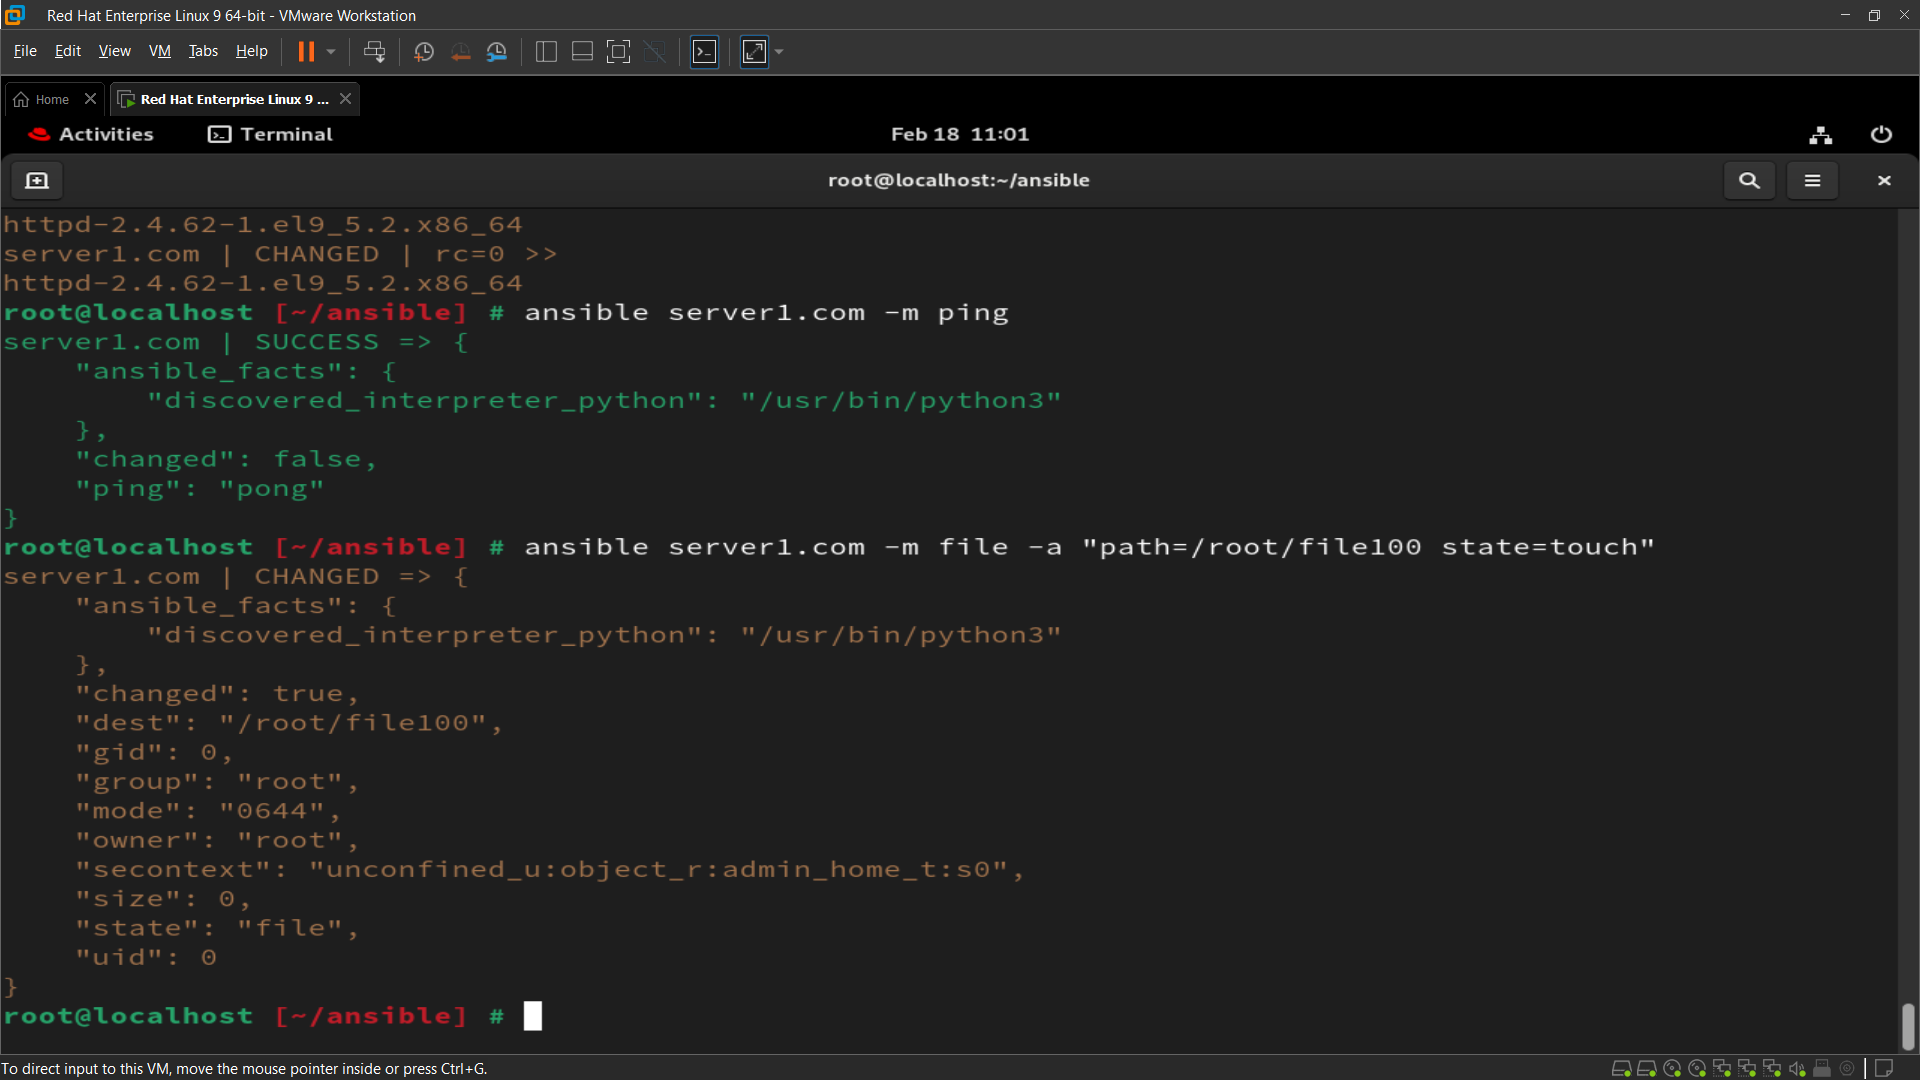 Red Hat Enterprise Linux 9 64-bit - VMware Workstation
File Edit View VM Tabs Help
Home Red Hat Enterprise Linux 9 ...
Activities Terminal Feb 18 11:01
root@localhost:~/ansible
httpd-2.4.62-1.el9_5.2.x86_64
server1.com | CHANGED | rc=0 >>
httpd-2.4.62-1.el9_5.2.x86_64
root@localhost [~/ansible] # ansible server1.com -m ping
server1.com | SUCCESS => {
    "ansible_facts": {
        "discovered_interpreter_python": "/usr/bin/python3"
    },
    "changed": false,
    "ping": "pong"
}
root@localhost [~/ansible] # ansible server1.com -m file -a "path=/root/file100 state=touch"
server1.com | CHANGED => {
    "ansible_facts": {
        "discovered_interpreter_python": "/usr/bin/python3"
    },
    "changed": true,
    "dest": "/root/file100",
    "gid": 0,
    "group": "root",
    "mode": "0644",
    "owner": "root",
    "secontext": "unconfined_u:object_r:admin_home_t:s0",
    "size": 0,
    "state": "file",
    "uid": 0
}
root@localhost [~/ansible] #
To direct input to this VM, move the mouse pointer inside or press Ctrl+G.